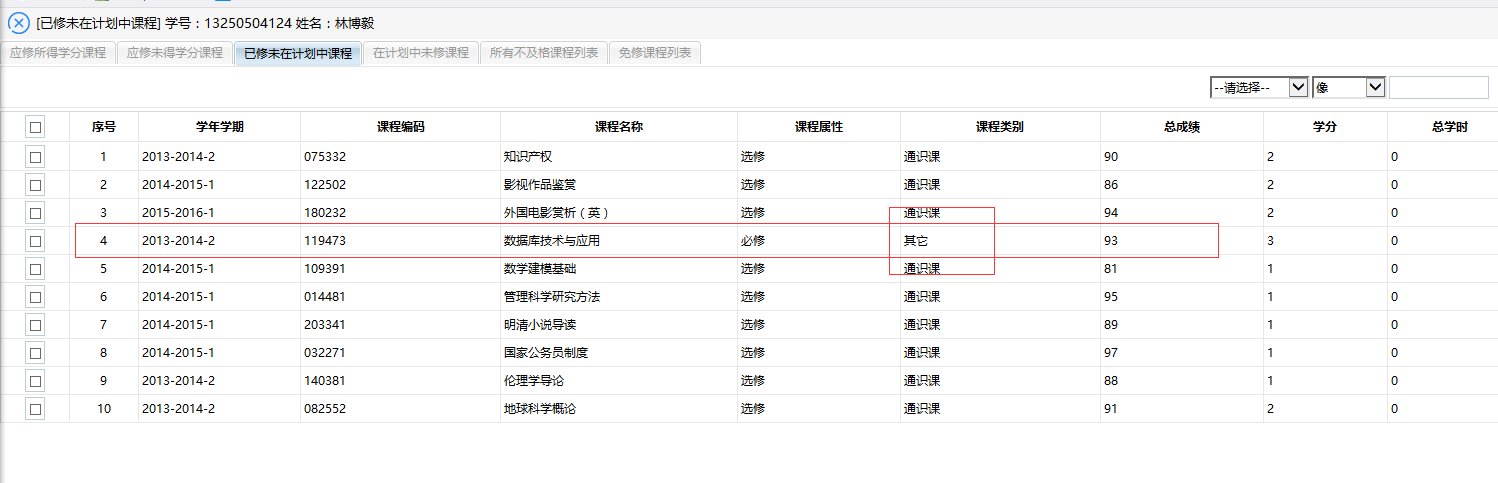 [已修未在计划中课程] 学号：13250504124 姓名：林博毅
应修所得学分课程 应修未得学分课程 已修未在计划中课程 在计划中未修课程 所有不及格课程列表 免修课程列表
--请选择-- 像
序号 学年学期 课程编码 课程名称 课程属性 课程类别 总成绩 学分 总学时
1 2013-2014-2 075332 知识产权 选修 通识课 90 2 0
2 2014-2015-1 122502 影视作品鉴赏 选修 通识课 86 2 0
3 2015-2016-1 180232 外国电影赏析（英） 选修 通识课 94 2 0
4 2013-2014-2 119473 数据库技术与应用 必修 其它 93 3 0
5 2014-2015-1 109391 数学建模基础 选修 通识课 81 1 0
6 2014-2015-1 014481 管理科学研究方法 选修 通识课 95 1 0
7 2014-2015-1 203341 明清小说导读 选修 通识课 89 1 0
8 2014-2015-1 032271 国家公务员制度 选修 通识课 97 1 0
9 2013-2014-2 140381 伦理学导论 选修 通识课 88 1 0
10 2013-2014-2 082552 地球科学概论 选修 通识课 91 2 0